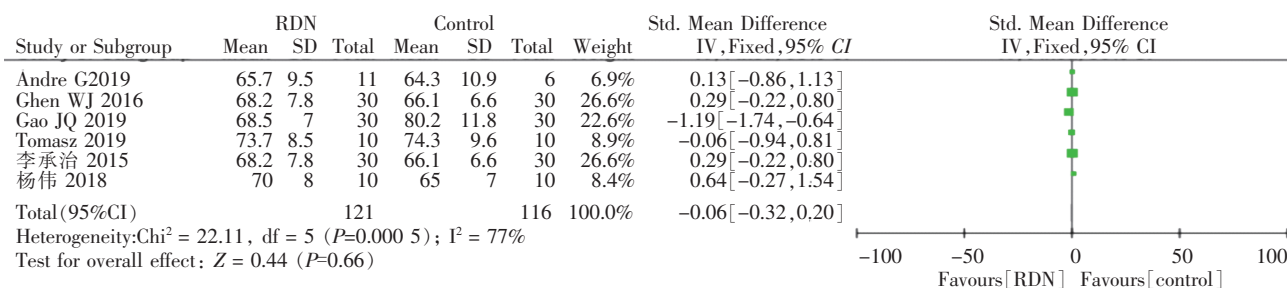 RDN Control Std. Mean Difference Std. Mean Difference
Study or Subgroup Mean SD Total Mean SD Total Weight IV,Fixed,95% CI IV,Fixed,95% CI
Andre G2019 65.7 9.5 11 64.3 10.9 6 6.9% 0.13[-0.86,1.13]
Ghen WJ 2016 68.2 7.8 30 66.1 6.6 30 26.6% 0.29[-0.22,0.80]
Gao JQ 2019 68.5 7 30 80.2 11.8 30 22.6% -1.19[-1.74,-0.64]
Tomasz 2019 73.7 8.5 10 74.3 9.6 10 8.9% -0.06[-0.94,0.81]
李承治 2015 68.2 7.8 30 66.1 6.6 30 26.6% 0.29[-0.22,0.80]
杨伟 2018 70 8 10 65 7 10 8.4% 0.64[-0.27,1.54]
Total(95%CI) 121 116 100.0% -0.06[-0.32,0.20]
Heterogeneity:Chi² = 22.11, df = 5 (P=0.000 5); I² = 77%
Test for overall effect: Z = 0.44 (P=0.66)
-100 -50 0 50 100
Favours[RDN] Favours[control]